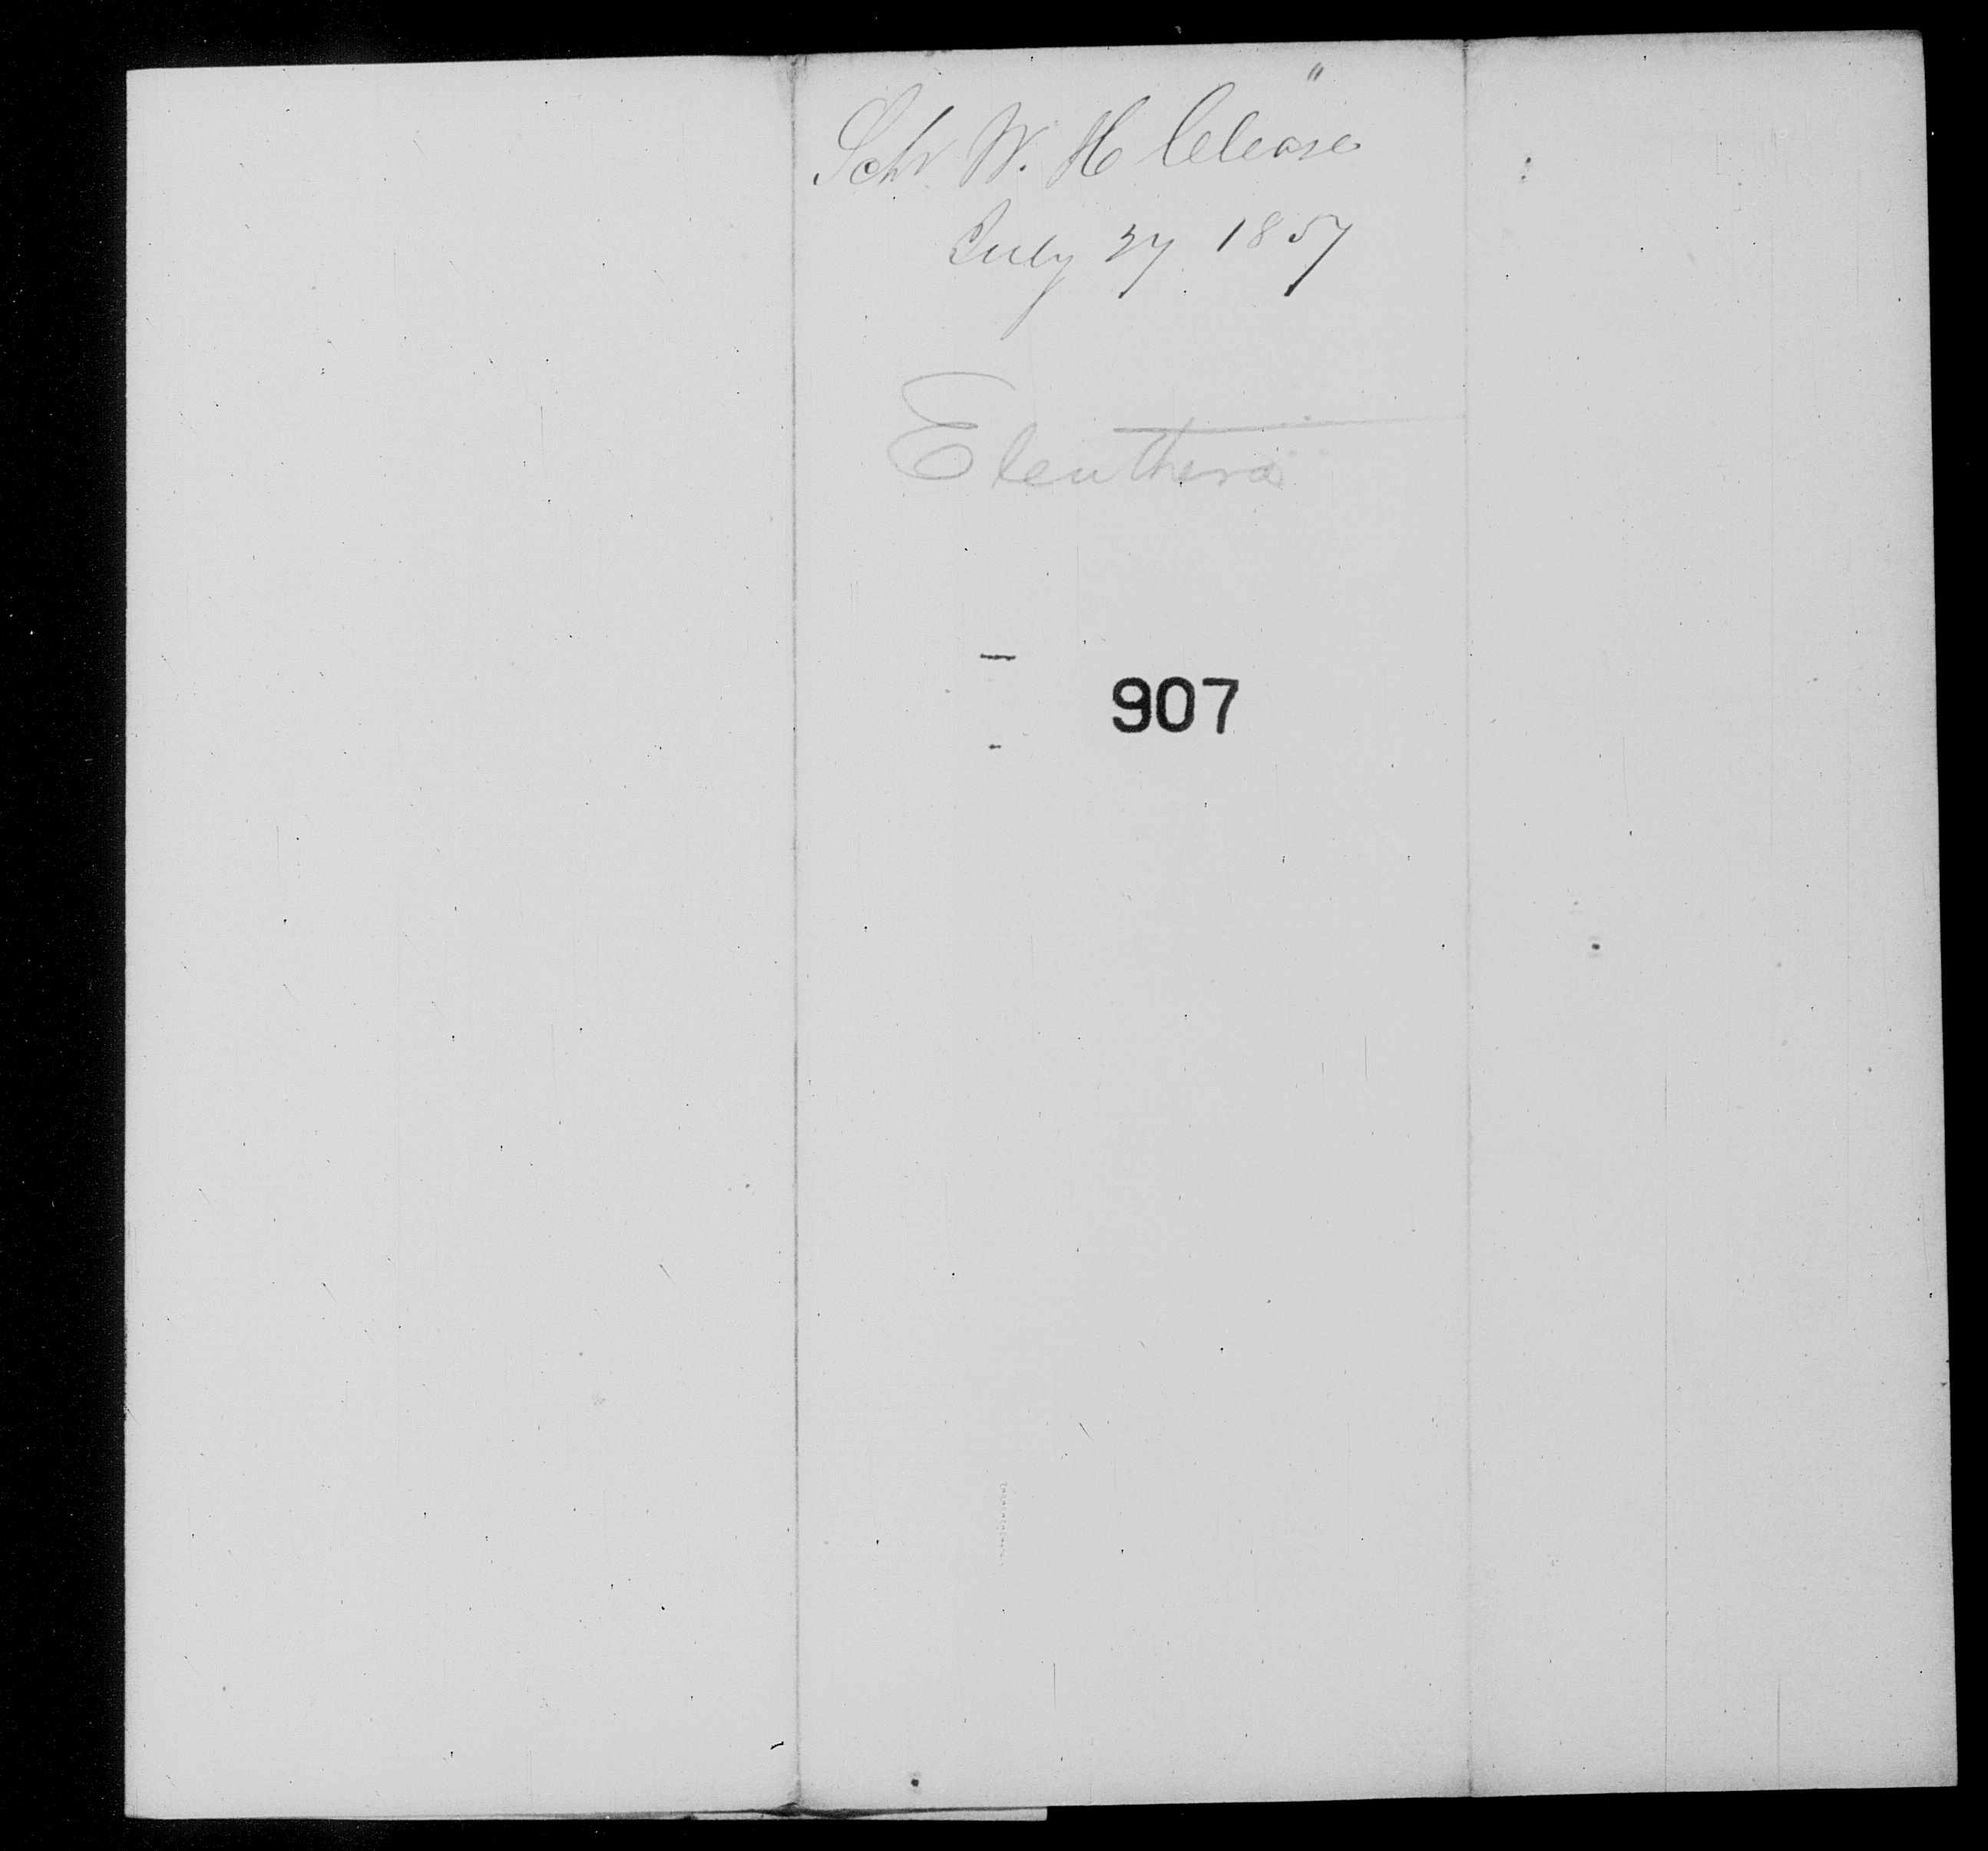 Schr W. H Clease
July 27 1857
Eleuthera
907